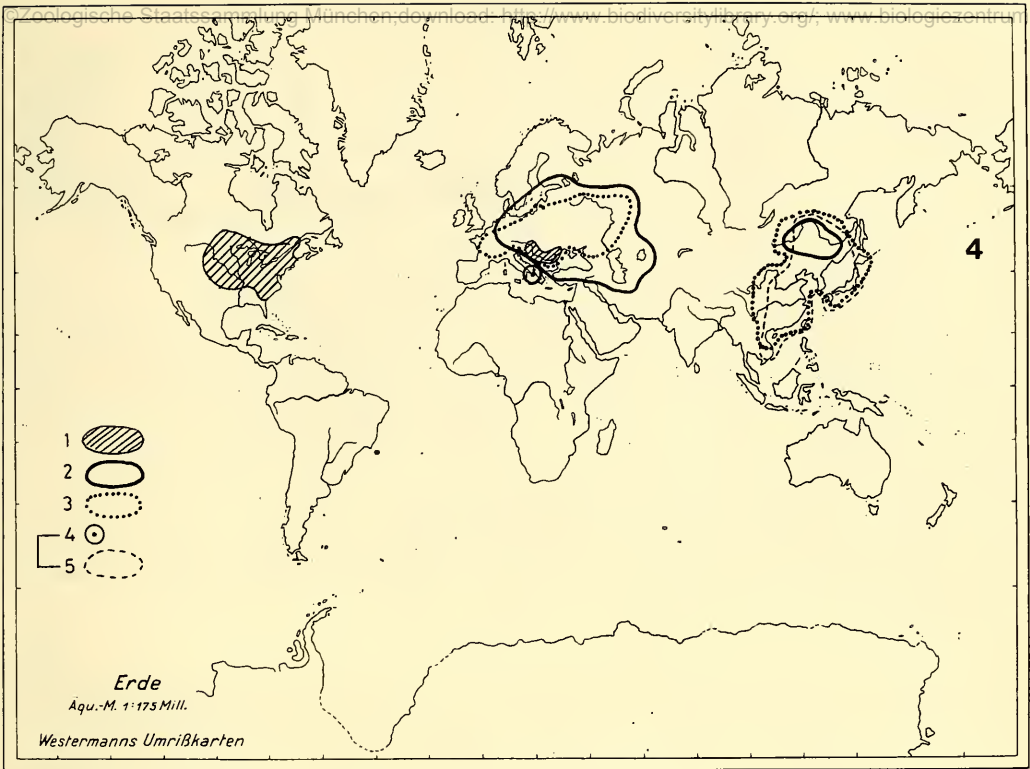 ©Zoologische Staatssammlung München;download: http://www.biodiversitylibrary.org/; www.biologiezentrum
4
1
2
3
4
5
Erde
Äqu.-M. 1:175 Mill.
Westermanns Umrißkarten